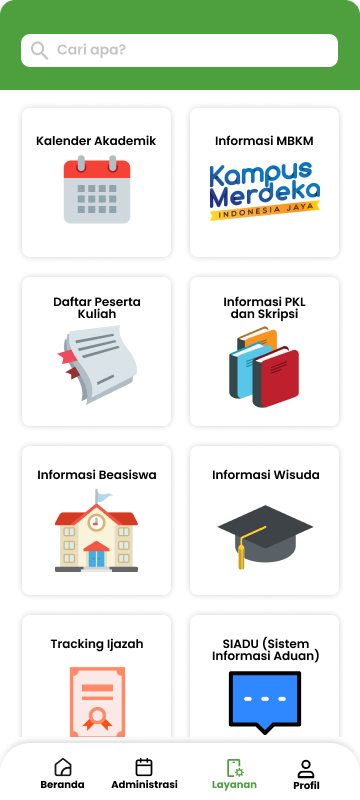 Cari apa?
Kalender Akademik
Informasi MBKM
Kampus
Merdeka
INDONESIA JAYA
Daftar Peserta
Kuliah
Informasi PKL
dan Skripsi
Informasi Beasiswa
Informasi Wisuda
Tracking Ijazah
SIADU (Sistem
Informasi Aduan)
Beranda
Administrasi
Layanan
Profil